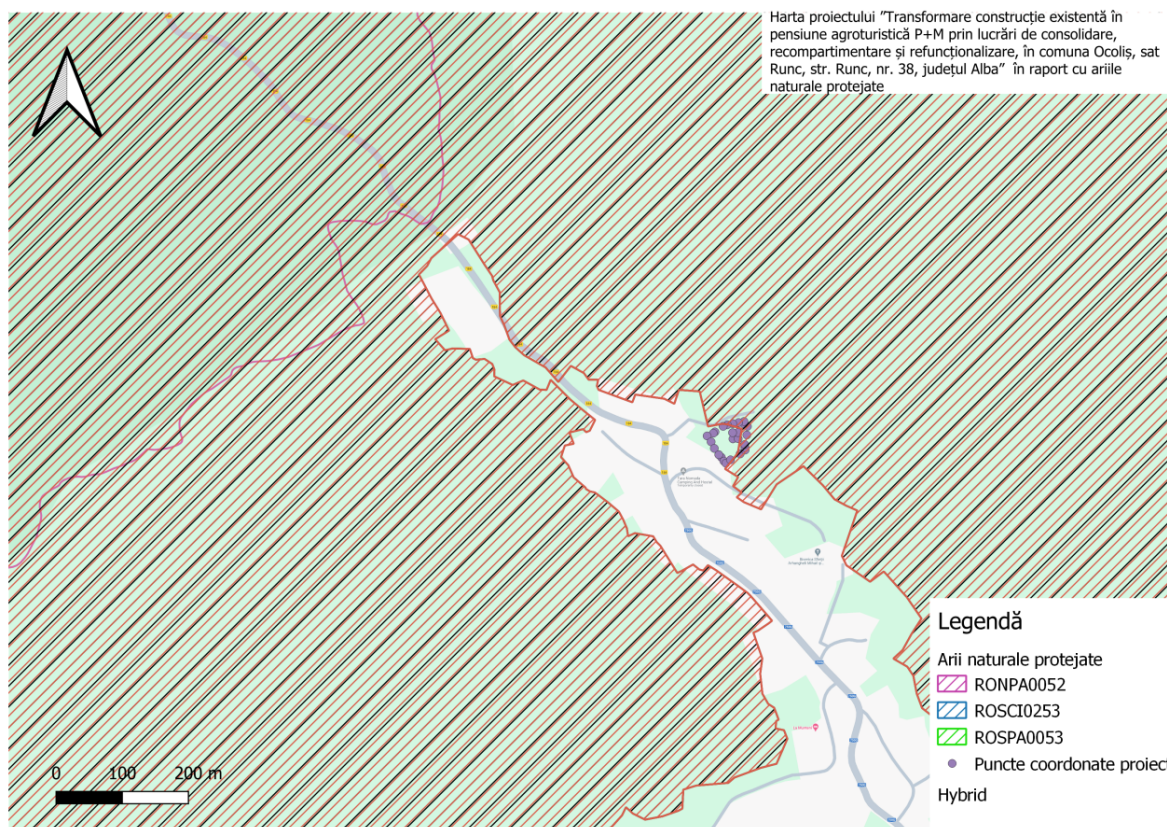 Harta proiectului ”Transformare construcție existentă în
pensiune agroturistică P+M prin lucrări de consolidare,
recompartimentare și refuncționalizare, în comuna Ocoliș, sat
Runc, str. Runc, nr. 38, județul Alba” în raport cu ariile
naturale protejate
Legendă
Arii naturale protejate
RONPA0052
ROSCI0253
ROSPA0053
Puncte coordonate proiect
Hybrid
0 100 200 m